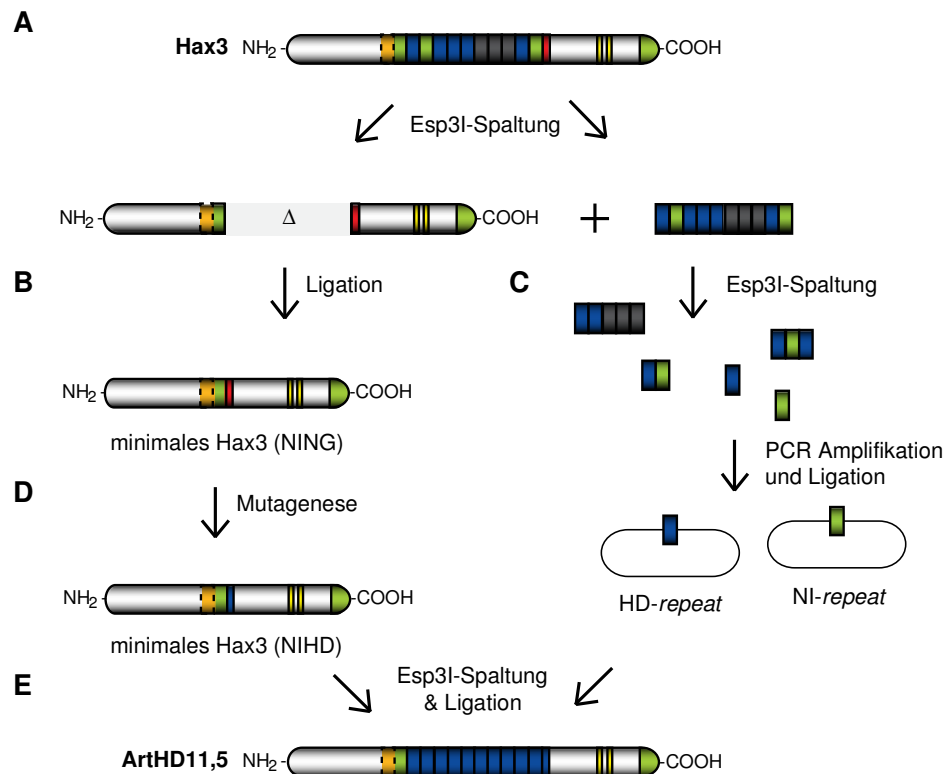 A
Hax3 NH2 COOH
Esp3I-Spaltung
NH2 Δ COOH + 
B
Ligation
C
Esp3I-Spaltung
NH2 COOH
minimales Hax3 (NING)
PCR Amplifikation
und Ligation
D
Mutagenese
NH2 COOH
minimales Hax3 (NIHD)
HD-repeat
NI-repeat
E
Esp3I-Spaltung
& Ligation
ArtHD11,5 NH2 COOH